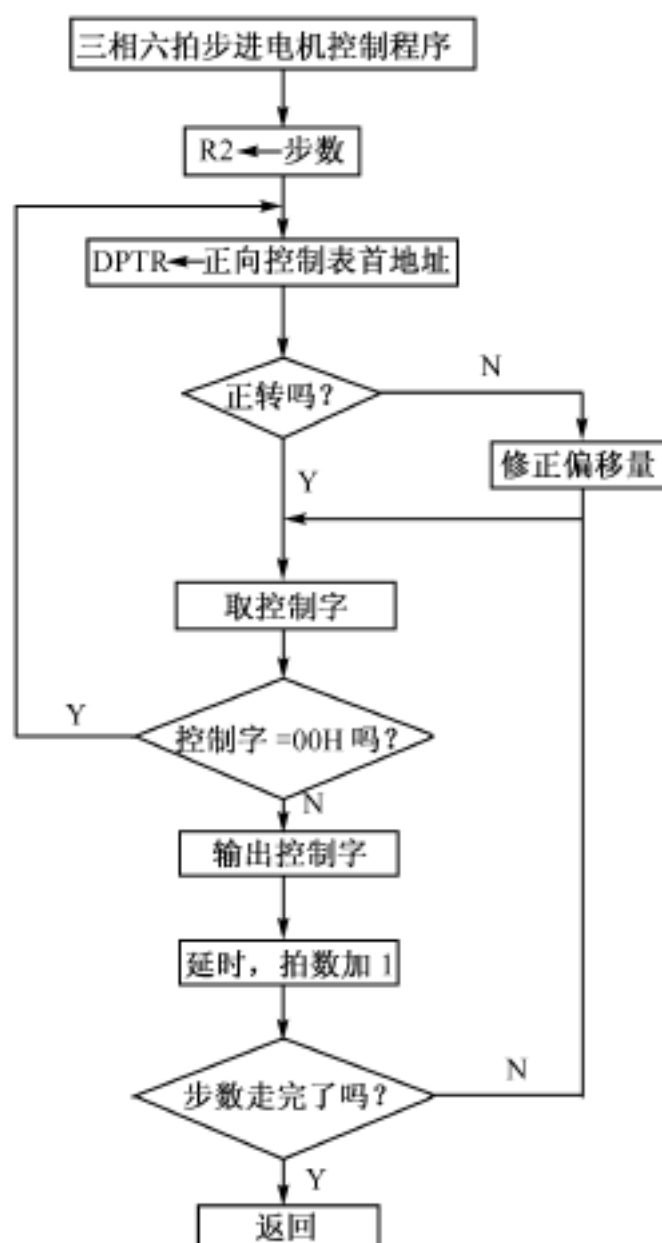 三相六拍步进电机控制程序
R2←步数
DPTR←正向控制表首地址
正转吗？
N
修正偏移量
Y
取控制字
Y
控制字=00H吗？
N
输出控制字
延时，拍数加1
步数走完了吗？
N
Y
返回